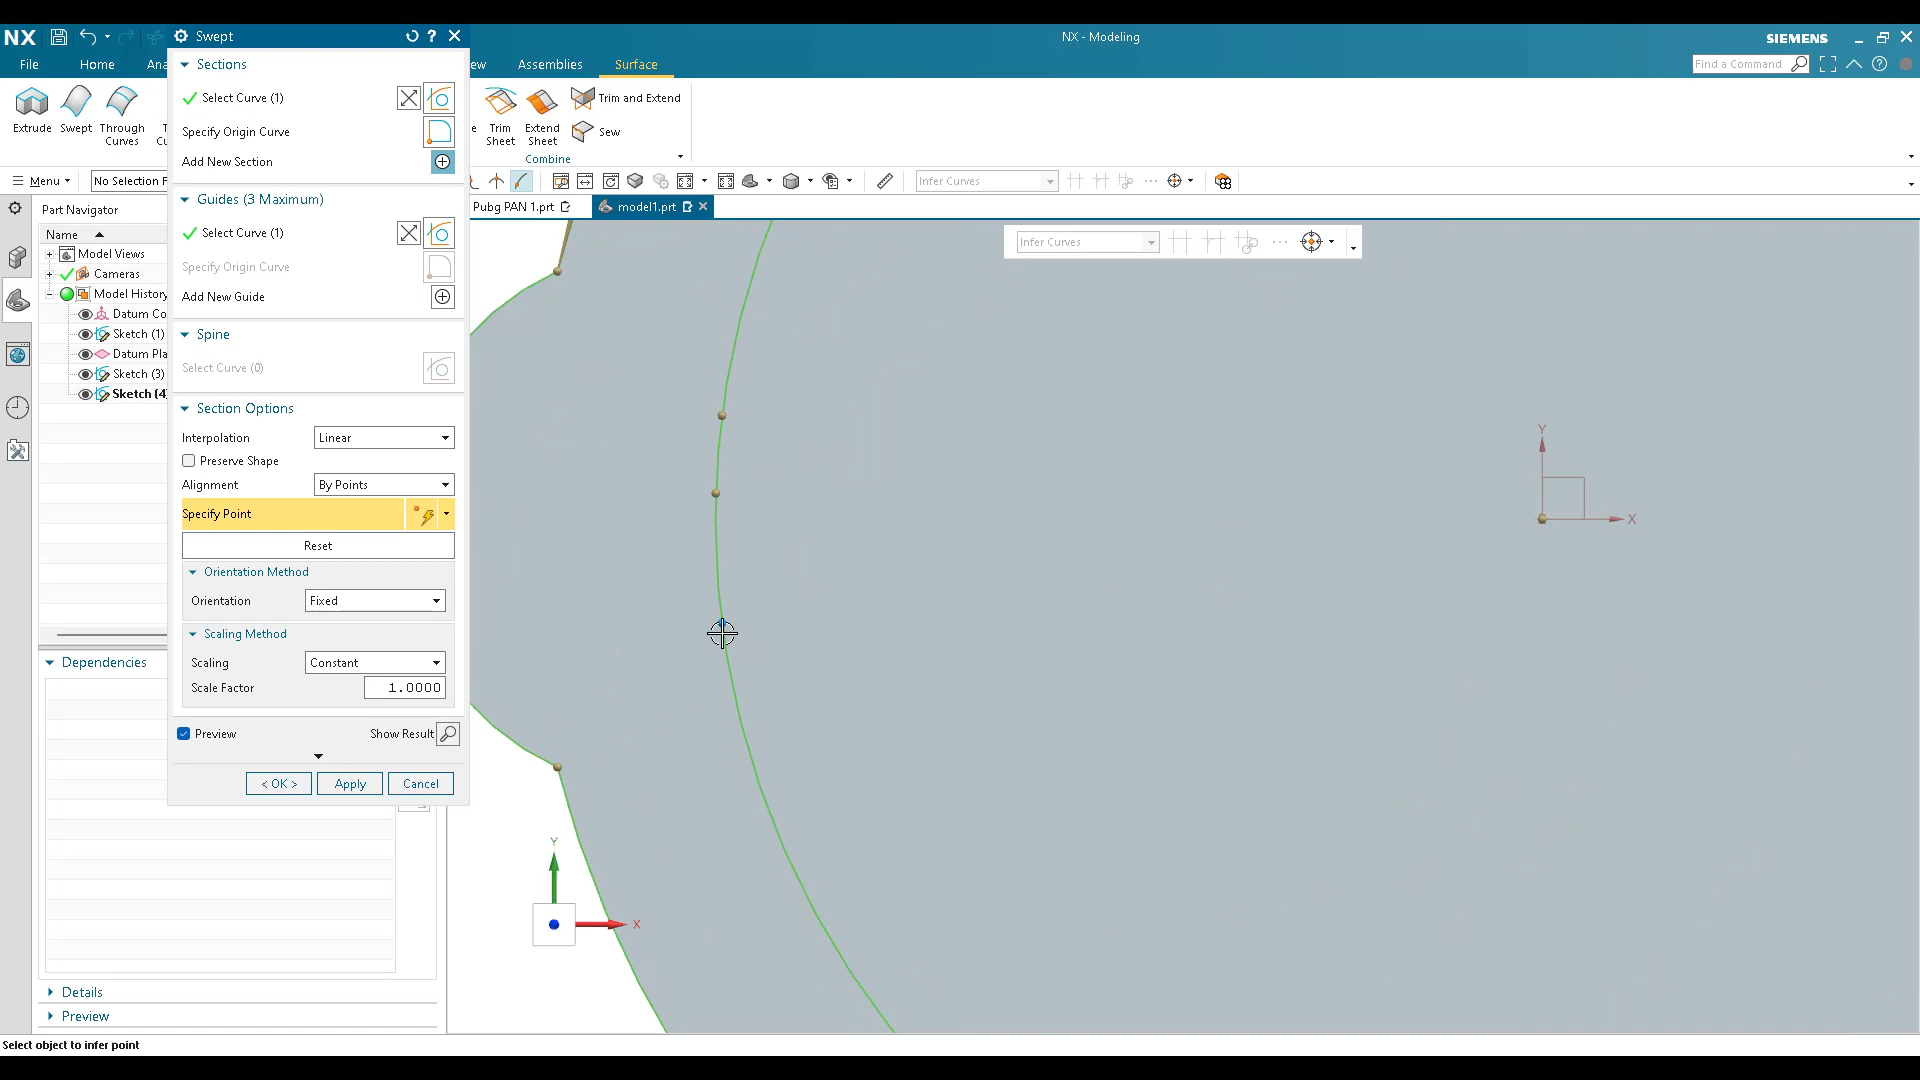 NX
Swept
NX - Modeling
SIEMENS
File
Home
Ana
ew
Assemblies
Surface
Find a Command
Extrude
Swept
Through
Curves
T
Cu
e
Trim
Sheet
Extend
Sheet
Trim and Extend
Sew
Combine
Menu
No Selection F
Infer Curves
Part Navigator
Pubg PAN 1.prt
model1.prt
Infer Curves
Name
Model Views
Cameras
Model History
Datum Co
Sketch (1)
Datum Pla
Sketch (3)
Sketch (4
Sections
Select Curve (1)
Specify Origin Curve
Add New Section
Guides (3 Maximum)
Select Curve (1)
Specify Origin Curve
Add New Guide
Spine
Select Curve (0)
Section Options
Interpolation Linear
Preserve Shape
Alignment By Points
Specify Point
Reset
Orientation Method
Orientation Fixed
Scaling Method
Scaling Constant
Scale Factor 1.0000
Preview Show Result
< OK > Apply Cancel
Dependencies
Details
Preview
Y
X
Y
X
Select object to infer point